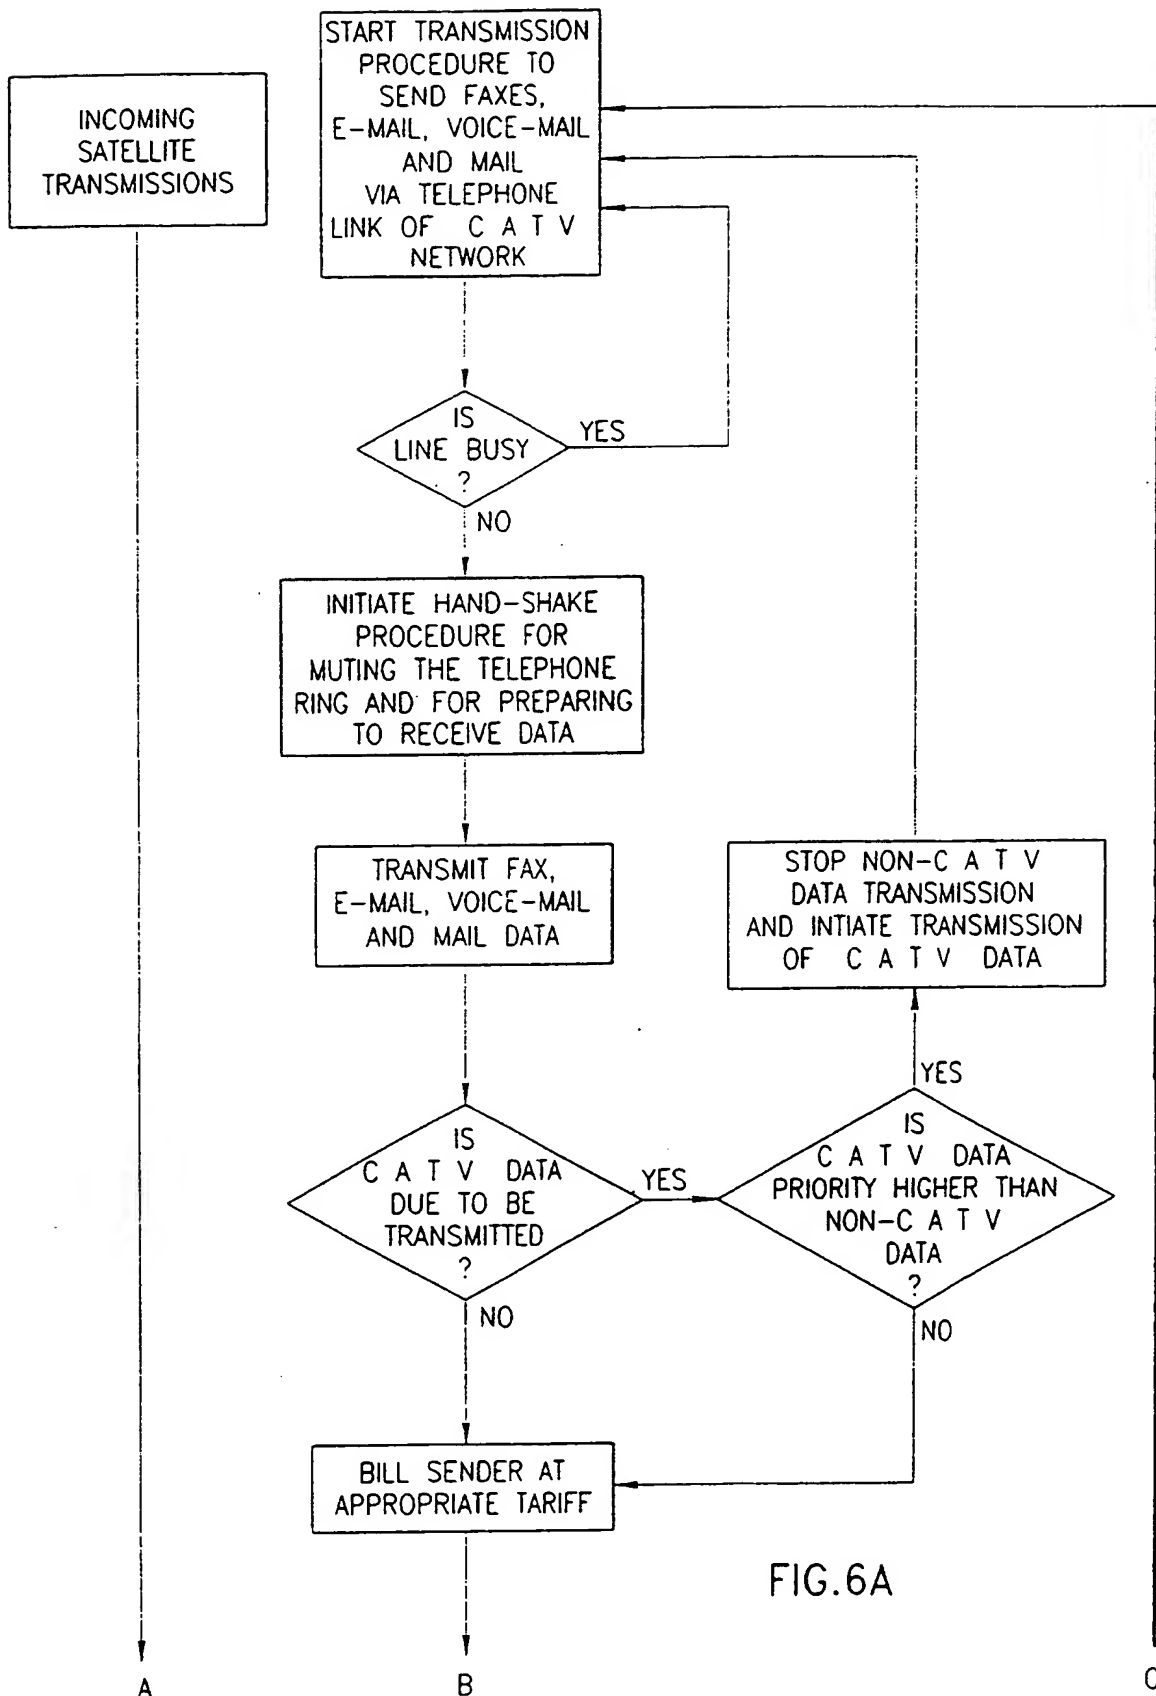 INCOMING
SATELLITE
TRANSMISSIONS
START TRANSMISSION
PROCEDURE TO
SEND FAXES,
E-MAIL, VOICE-MAIL
AND MAIL
VIA TELEPHONE
LINK OF C A T V
NETWORK
IS
LINE BUSY
?
YES
NO
INITIATE HAND-SHAKE
PROCEDURE FOR
MUTING THE TELEPHONE
RING AND FOR PREPARING
TO RECEIVE DATA
TRANSMIT FAX,
E-MAIL, VOICE-MAIL
AND MAIL DATA
STOP NON-C A T V
DATA TRANSMISSION
AND INTIATE TRANSMISSION
OF C A T V DATA
YES
IS
C A T V DATA
DUE TO BE
TRANSMITTED
?
YES
NO
IS
C A T V DATA
PRIORITY HIGHER THAN
NON-C A T V
DATA
?
NO
BILL SENDER AT
APPROPRIATE TARIFF
FIG.6A
A
B
C